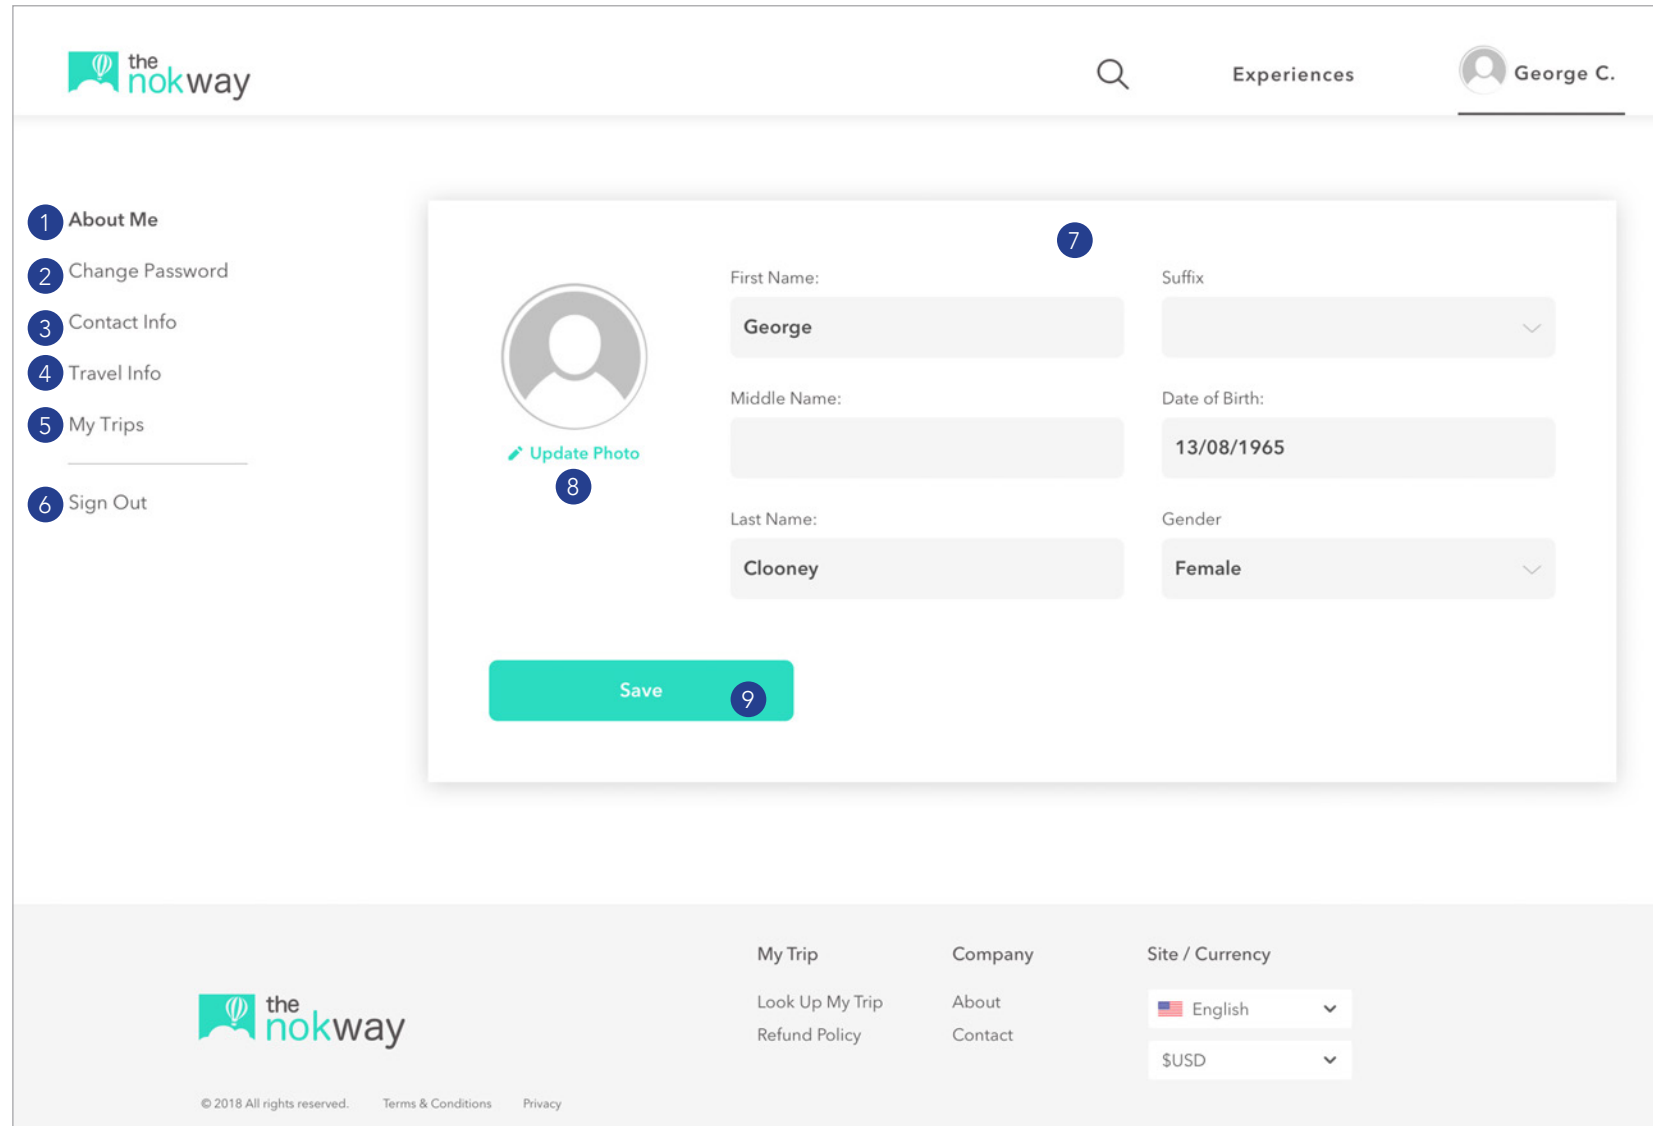 the
nokway
Experiences
George C.
1 About Me
2 Change Password
3 Contact Info
4 Travel Info
5 My Trips
6 Sign Out
7
First Name:
George
Suffix
Middle Name:
Date of Birth:
13/08/1965
Update Photo
8
Last Name:
Clooney
Gender
Female
Save
9
My Trip
Look Up My Trip
Refund Policy
Company
About
Contact
Site / Currency
English
$USD
the
nokway
© 2018 All rights reserved. Terms & Conditions Privacy